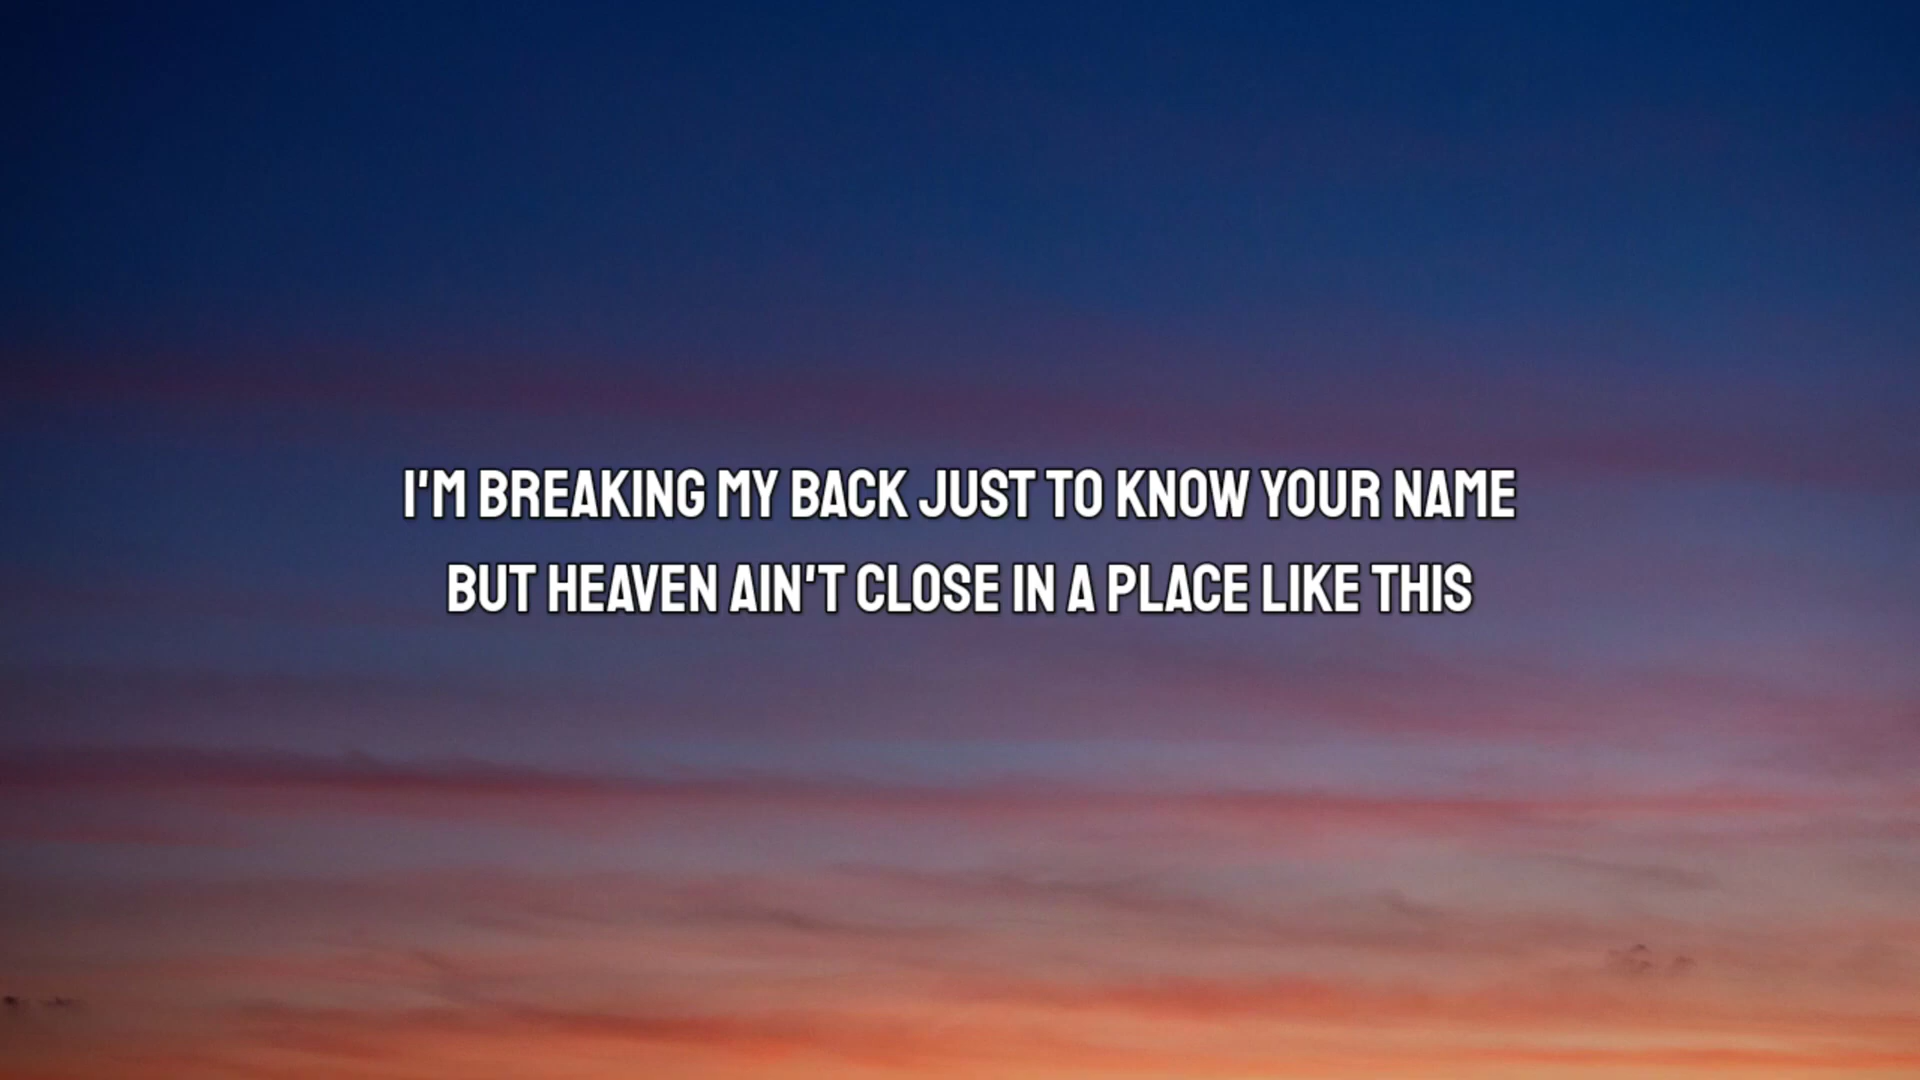 I'M BREAKING MY BACK JUST TO KNOW YOUR NAME
BUT HEAVEN AIN'T CLOSE IN A PLACE LIKE THIS